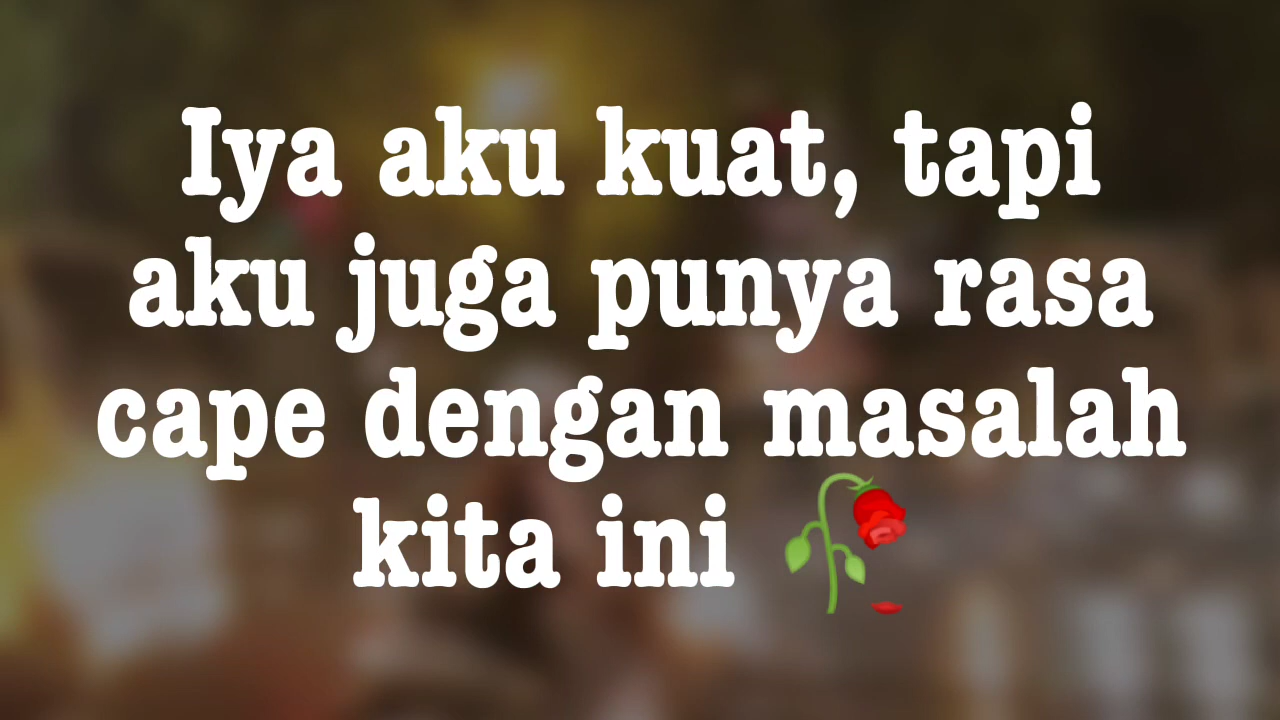 Iya aku kuat, tapi
aku juga punya rasa
cape dengan masalah
kita ini 🥀